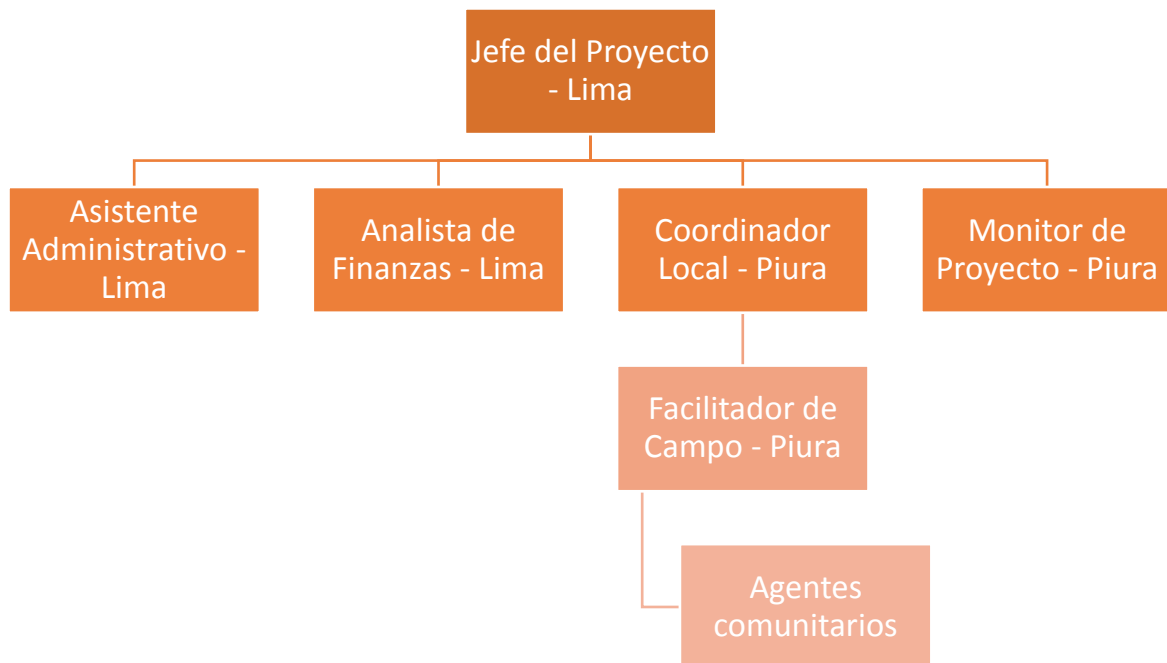 Jefe del Proyecto
- Lima
Asistente
Administrativo -
Lima
Analista de
Finanzas - Lima
Coordinador
Local - Piura
Monitor de
Proyecto - Piura
Facilitador de
Campo - Piura
Agentes
comunitarios